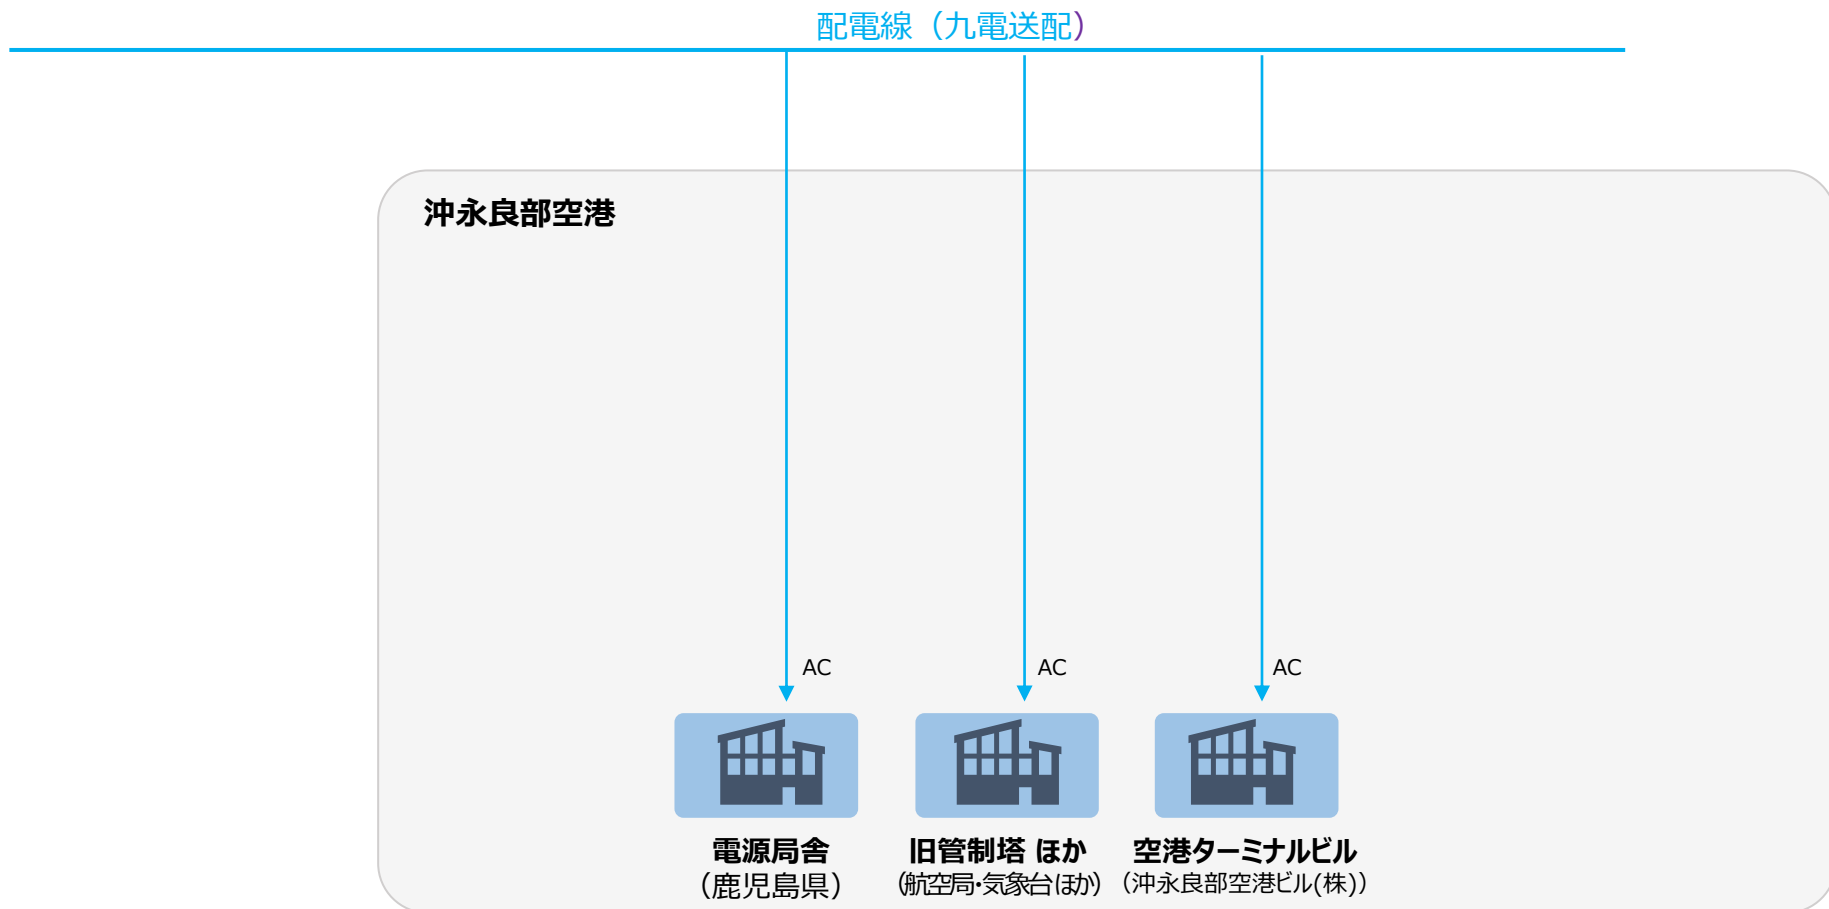 配電線（九電送配）
沖永良部空港
AC
AC
AC
電源局舎
（鹿児島県）
旧管制塔 ほか
（航空局・気象台ほか）
空港ターミナルビル
（沖永良部空港ビル(株)）